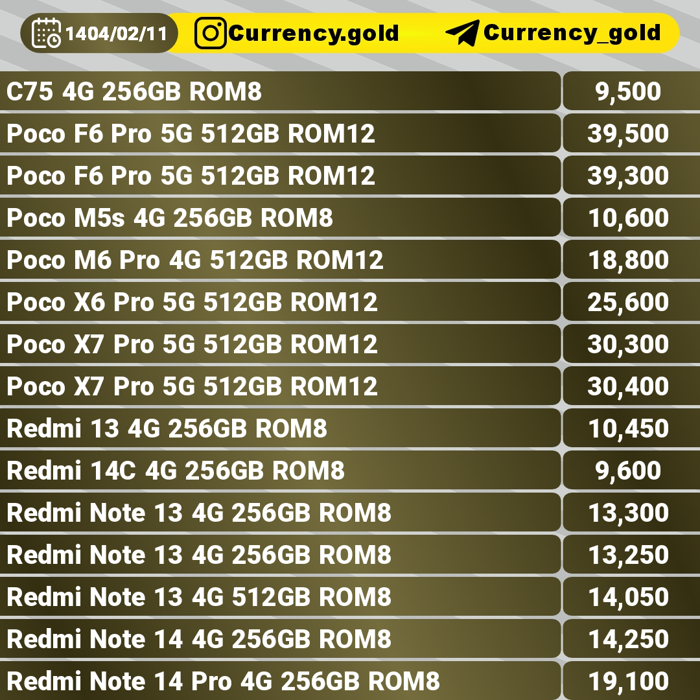 1404/02/11 Currency.gold Currency_gold
C75 4G 256GB ROM8 9,500
Poco F6 Pro 5G 512GB ROM12 39,500
Poco F6 Pro 5G 512GB ROM12 39,300
Poco M5s 4G 256GB ROM8 10,600
Poco M6 Pro 4G 512GB ROM12 18,800
Poco X6 Pro 5G 512GB ROM12 25,600
Poco X7 Pro 5G 512GB ROM12 30,300
Poco X7 Pro 5G 512GB ROM12 30,400
Redmi 13 4G 256GB ROM8 10,450
Redmi 14C 4G 256GB ROM8 9,600
Redmi Note 13 4G 256GB ROM8 13,300
Redmi Note 13 4G 256GB ROM8 13,250
Redmi Note 13 4G 512GB ROM8 14,050
Redmi Note 14 4G 256GB ROM8 14,250
Redmi Note 14 Pro 4G 256GB ROM8 19,100